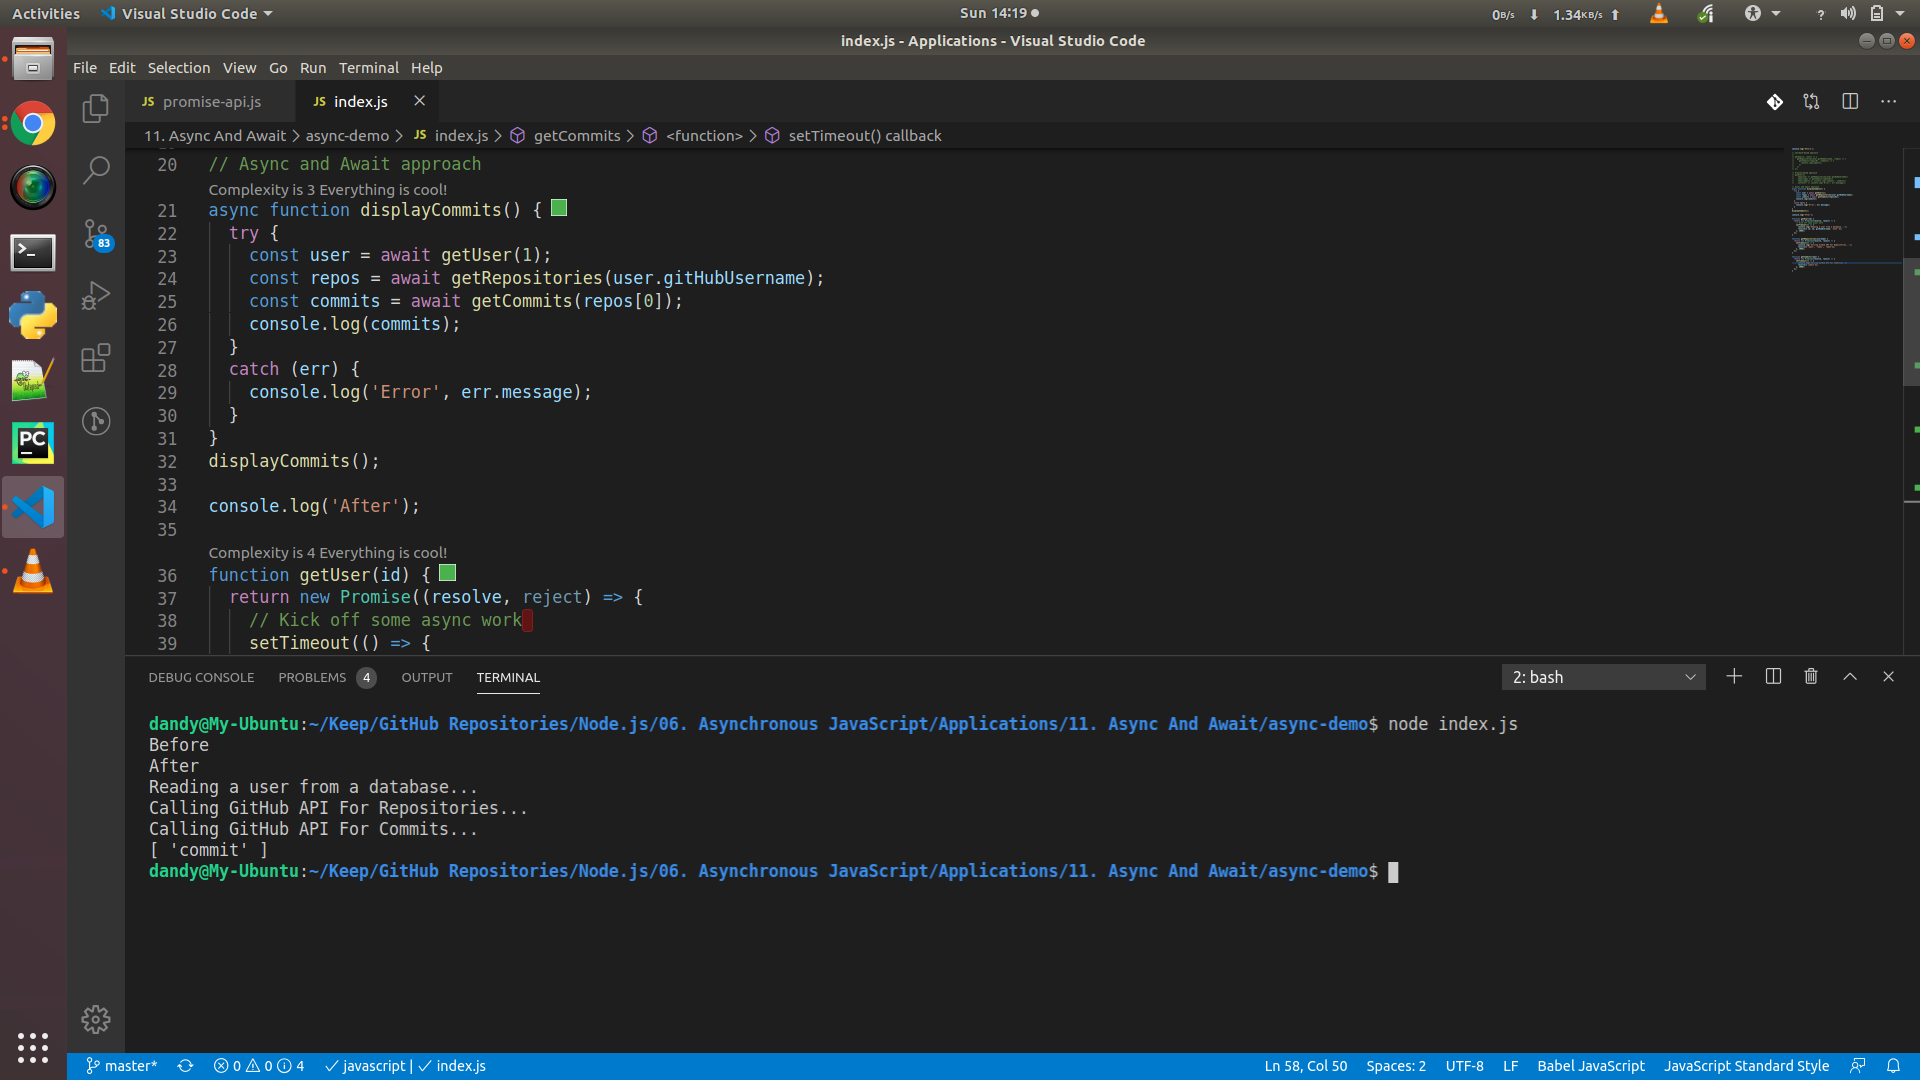 Activities Visual Studio Code Sun 14:19 0B/s 1.34KB/s ?
index.js - Applications - Visual Studio Code
File Edit Selection View Go Run Terminal Help
JS promise-api.js JS index.js
11. Async And Await > async-demo > JS index.js > getCommits > <function> > setTimeout() callback
20 // Async and Await approach
Complexity is 3 Everything is cool!
21 async function displayCommits() {
22 try {
23 const user = await getUser(1);
24 const repos = await getRepositories(user.gitHubUsername);
25 const commits = await getCommits(repos[0]);
26 console.log(commits);
27 }
28 catch (err) {
29 console.log('Error', err.message);
30 }
31 }
32 displayCommits();
33
34 console.log('After');
35
Complexity is 4 Everything is cool!
36 function getUser(id) {
37 return new Promise((resolve, reject) => {
38 // Kick off some async work
39 setTimeout(() => {
83
PC
DEBUG CONSOLE PROBLEMS 4 OUTPUT TERMINAL 2: bash
dandy@My-Ubuntu:~/Keep/GitHub Repositories/Node.js/06. Asynchronous JavaScript/Applications/11. Async And Await/async-demo$ node index.js
Before
After
Reading a user from a database...
Calling GitHub API For Repositories...
Calling GitHub API For Commits...
[ 'commit' ]
dandy@My-Ubuntu:~/Keep/GitHub Repositories/Node.js/06. Asynchronous JavaScript/Applications/11. Async And Await/async-demo$
master* 0 0 4 javascript | index.js Ln 58, Col 50 Spaces: 2 UTF-8 LF Babel JavaScript JavaScript Standard Style